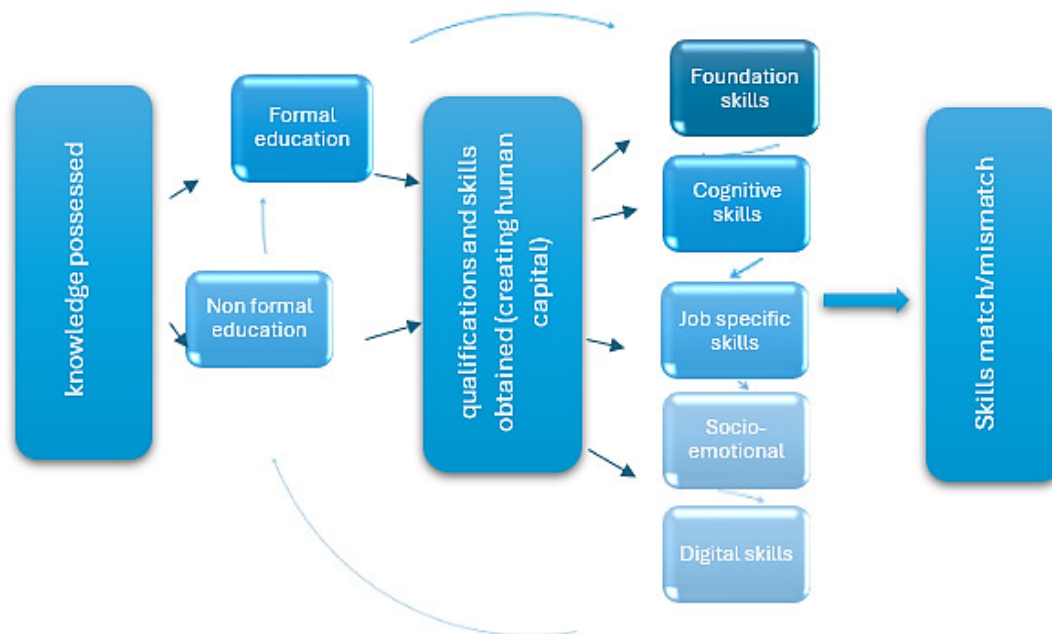 knowledge possessed
Formal
education
Non formal
education
qualifications and skills
obtained (creating human
capital)
Foundation
skills
Cognitive
skills
Job specific
skills
Socio-
emotional
Digital skills
Skills match/mismatch